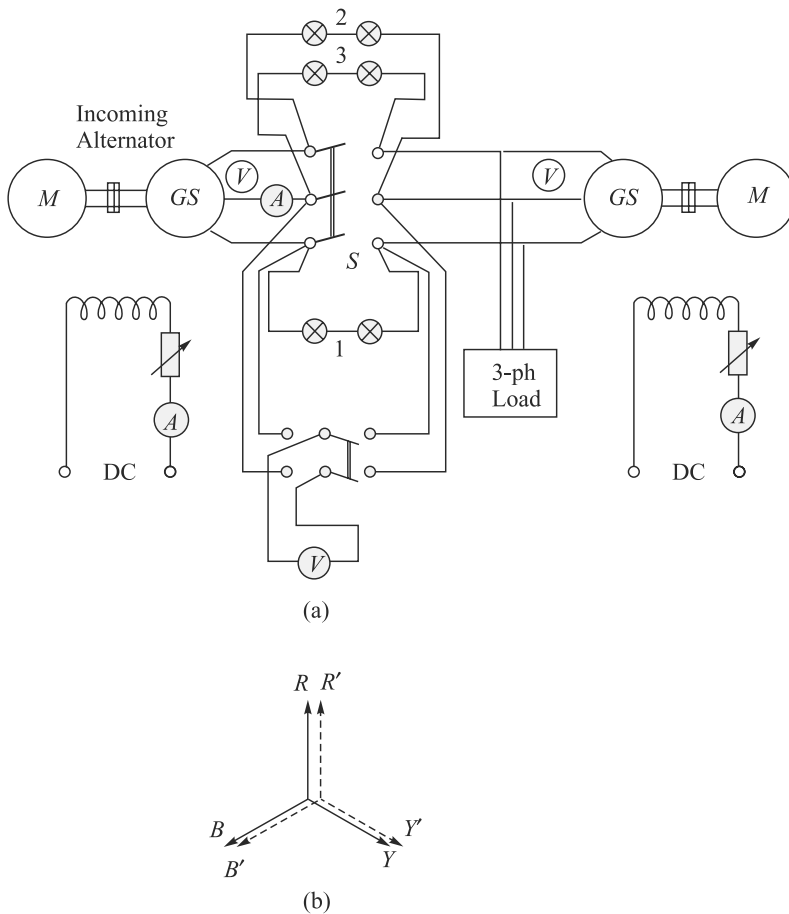 2
3
Incoming
Alternator
M
GS
V
A
V
GS
M
S
1
3-ph
Load
A
DC
A
DC
V
(a)
R R′
B
B′
Y′
Y
(b)